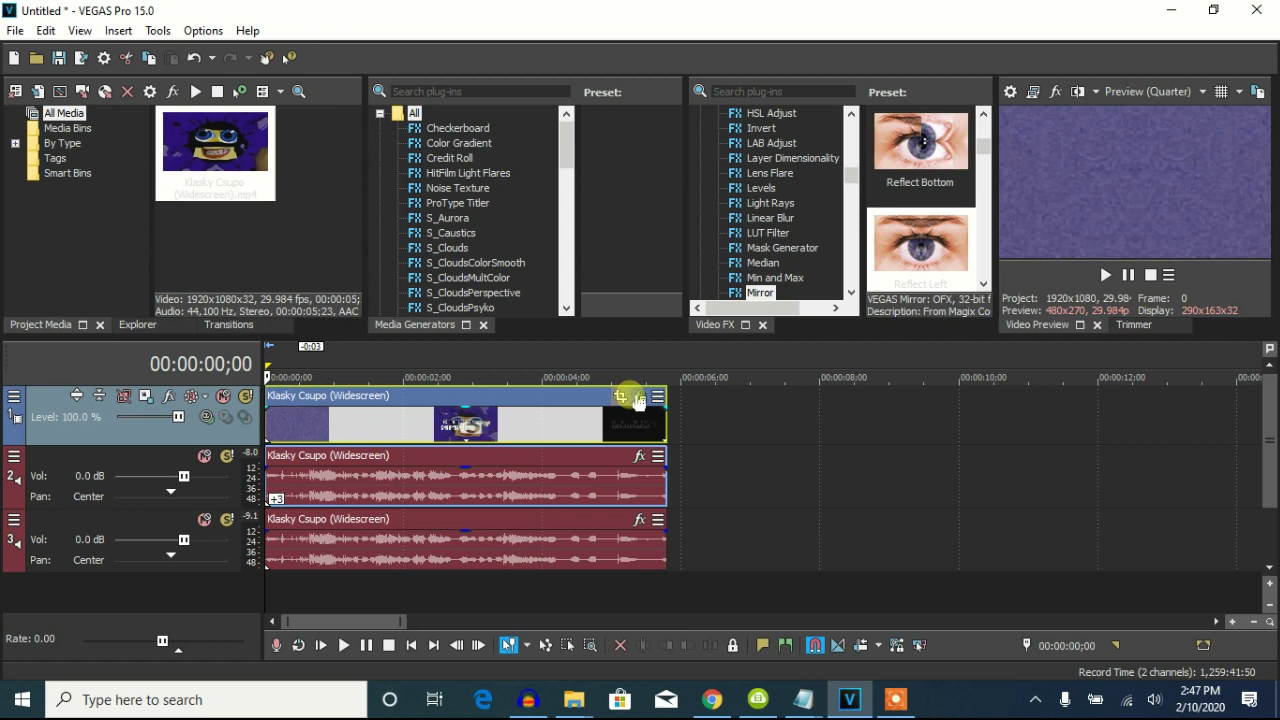 Untitled * - VEGAS Pro 15.0
File Edit View Insert Tools Options Help
Search plug-ins
Preset:
Search plug-ins
Preset:
Preview (Quarter)
All Media
Media Bins
By Type
Tags
Smart Bins
Klasky Csupo
(Widescreen).mp4
Video: 1920x1080x32, 29.984 fps, 00:00:05;
Audio: 44,100 Hz, Stereo, 00:00:05;23, AAC
Project Media
Explorer
Transitions
All
Checkerboard
Color Gradient
Credit Roll
HitFilm Light Flares
Noise Texture
ProType Titler
S_Aurora
S_Caustics
S_Clouds
S_CloudsColorSmooth
S_CloudsMultColor
S_CloudsPerspective
S_CloudsPsyko
Media Generators
HSL Adjust
Invert
LAB Adjust
Layer Dimensionality
Lens Flare
Levels
Light Rays
Linear Blur
LUT Filter
Mask Generator
Median
Min and Max
Mirror
Reflect Bottom
Reflect Left
VEGAS Mirror: OFX, 32-bit f
Description: From Magix Co
Video FX
Project: 1920x1080, 29.98 Frame: 0
Preview: 480x270, 29.984p Display: 290x163x32
Video Preview
Trimmer
-0:03
00:00:00;00
00:00:00;00 00:00:02;00 00:00:04;00 00:00:06;00 00:00:08;00 00:00:10;00 00:00:12;00 00:00:
1
Level: 100.0 %
Klasky Csupo (Widescreen)
2
Vol: 0.0 dB
Pan: Center
-8.0
12
24
36
48
Klasky Csupo (Widescreen)
+3
3
Vol: 0.0 dB
Pan: Center
-9.1
12
24
36
48
Klasky Csupo (Widescreen)
Rate: 0.00
00:00:00;00
Record Time (2 channels): 1,259:41:50
Type here to search
2:47 PM
2/10/2020